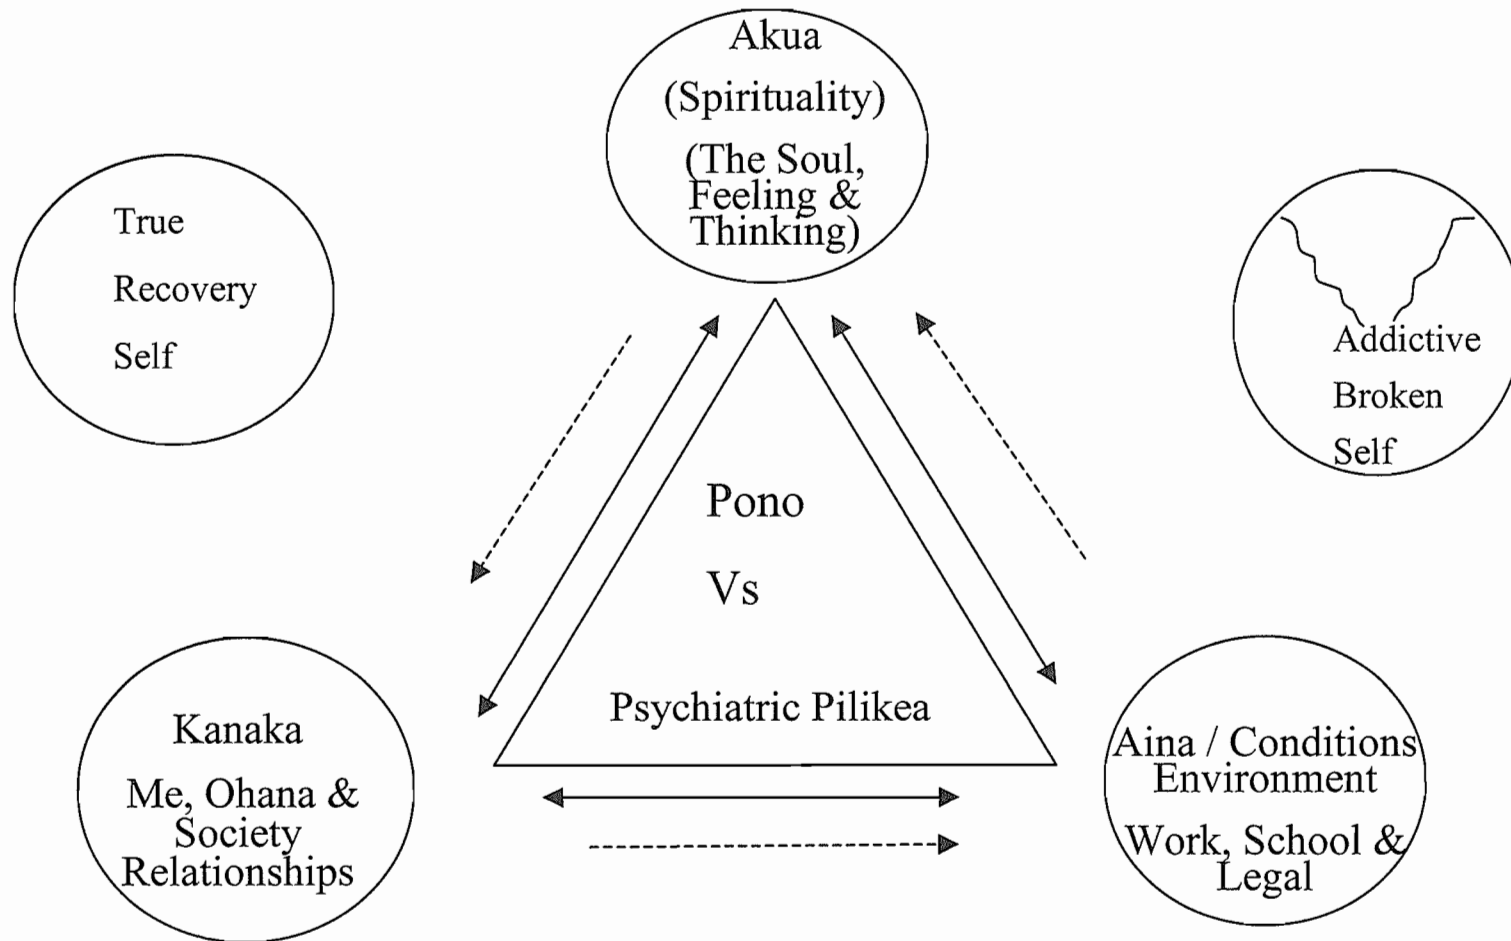 Akua
(Spirituality)
(The Soul,
Feeling &
Thinking)
True
Recovery
Self
Addictive
Broken
Self
Pono
Vs
Psychiatric Pilikea
Kanaka
Me, Ohana &
Society
Relationships
Aina / Conditions
Environment
Work, School &
Legal